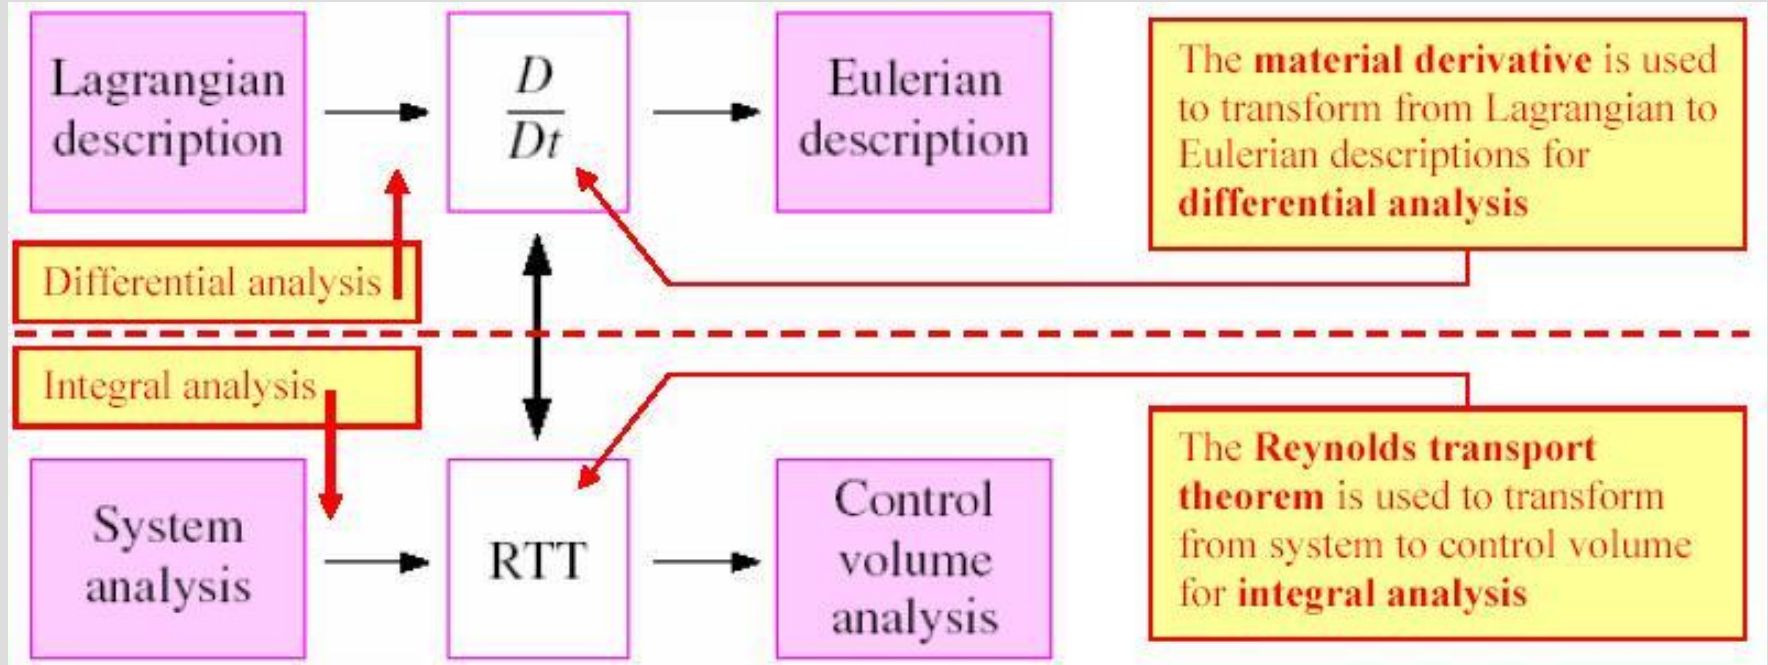 Lagrangian
description
D
Dt
Eulerian
description
The material derivative is used
to transform from Lagrangian to
Eulerian descriptions for
differential analysis
Differential analysis
Integral analysis
System
analysis
RTT
Control
volume
analysis
The Reynolds transport
theorem is used to transform
from system to control volume
for integral analysis